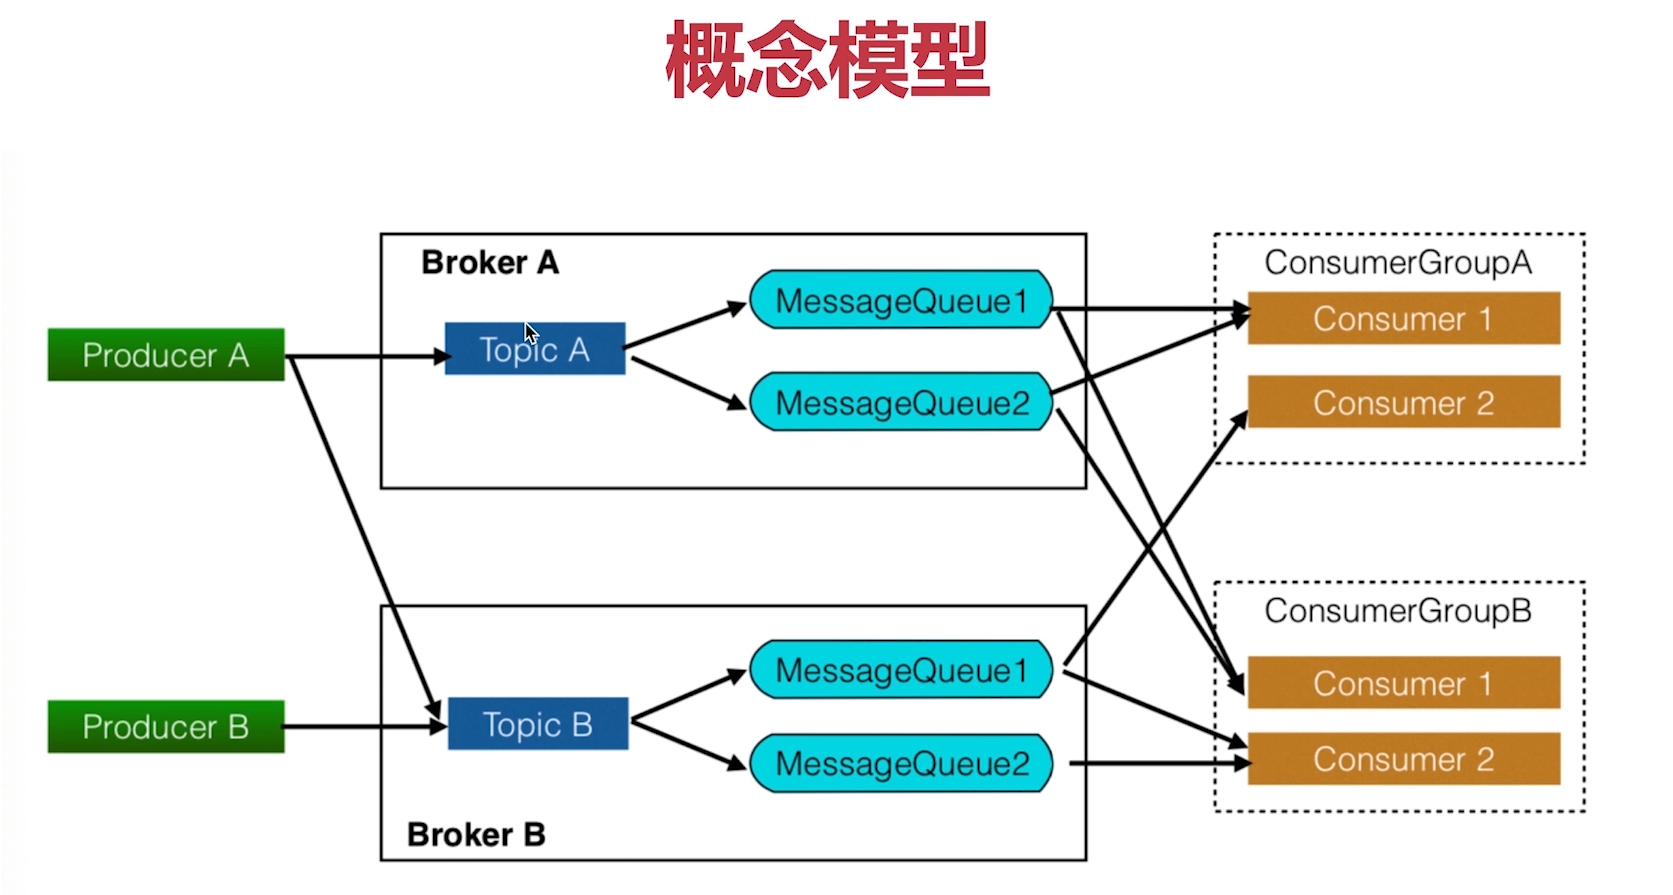 概念模型
Broker A
ConsumerGroupA
MessageQueue1
Consumer 1
Producer A
Topic A
MessageQueue2
Consumer 2
ConsumerGroupB
MessageQueue1
Consumer 1
Producer B
Topic B
MessageQueue2
Consumer 2
Broker B